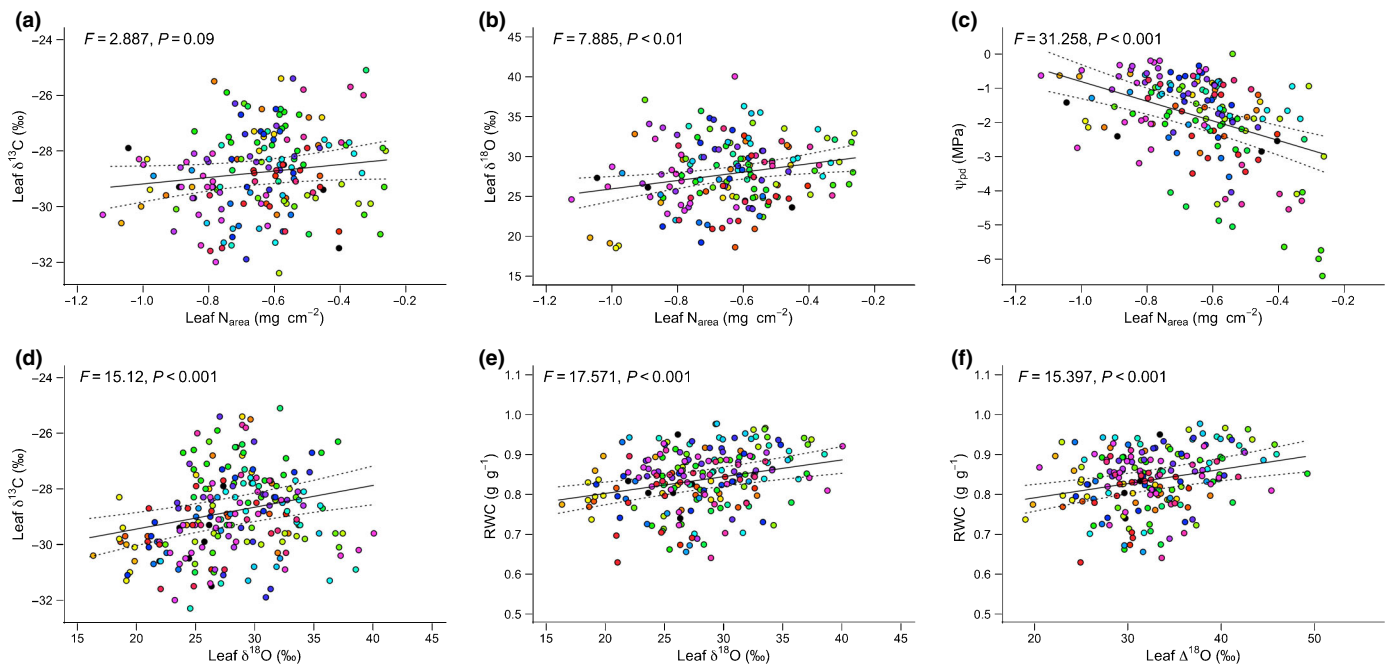 (a)
F = 2.887, P = 0.09
−24
−26
−28
−30
−32
Leaf δ¹³C (‰)
−1.2 −1.0 −0.8 −0.6 −0.4 −0.2
Leaf Narea (mg cm⁻²)
(b)
F = 7.885, P < 0.01
45
40
35
30
25
20
15
Leaf δ¹⁸O (‰)
−1.2 −1.0 −0.8 −0.6 −0.4 −0.2
Leaf Narea (mg cm⁻²)
(c)
F = 31.258, P < 0.001
0
−1
−2
−3
−4
−5
−6
ψpd (MPa)
−1.2 −1.0 −0.8 −0.6 −0.4 −0.2
Leaf Narea (mg cm⁻²)
(d)
F = 15.12, P < 0.001
−24
−26
−28
−30
−32
Leaf δ¹³C (‰)
15 20 25 30 35 40 45
Leaf δ¹⁸O (‰)
(e)
F = 17.571, P < 0.001
1.1
1.0
0.9
0.8
0.7
0.6
0.5
RWC (g g⁻¹)
15 20 25 30 35 40 45
Leaf δ¹⁸O (‰)
(f)
F = 15.397, P < 0.001
1.1
1.0
0.9
0.8
0.7
0.6
0.5
RWC (g g⁻¹)
20 30 40 50
Leaf Δ¹⁸O (‰)